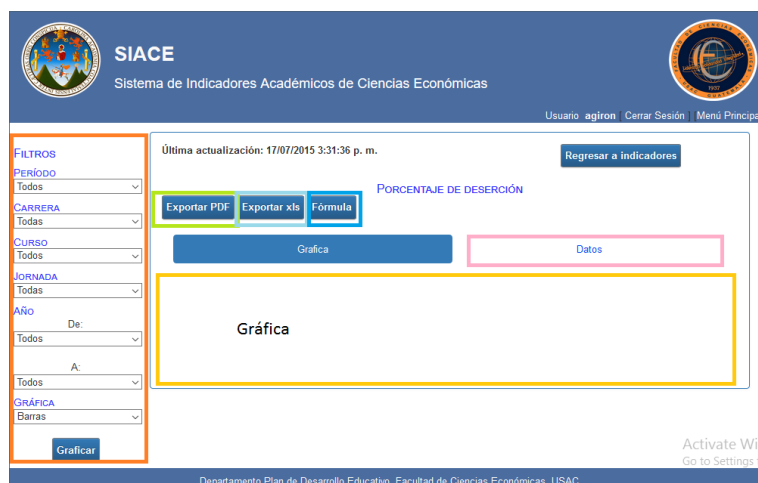 SIACE
Sistema de Indicadores Académicos de Ciencias Económicas
Usuario agiron | Cerrar Sesión | Menú Principa
FILTROS
PERÍODO
Todos
CARRERA
Todas
CURSO
Todos
JORNADA
Todas
AÑO
De:
Todos
A:
Todos
GRÁFICA
Barras
Graficar
Última actualización: 17/07/2015 3:31:36 p. m.
Regresar a indicadores
PORCENTAJE DE DESERCIÓN
Exportar PDF Exportar xls Fórmula
Grafica Datos
Gráfica
Activate Wi
Go to Settings
Departamento Plan de Desarrollo Educativo, Facultad de Ciencias Económicas, USAC